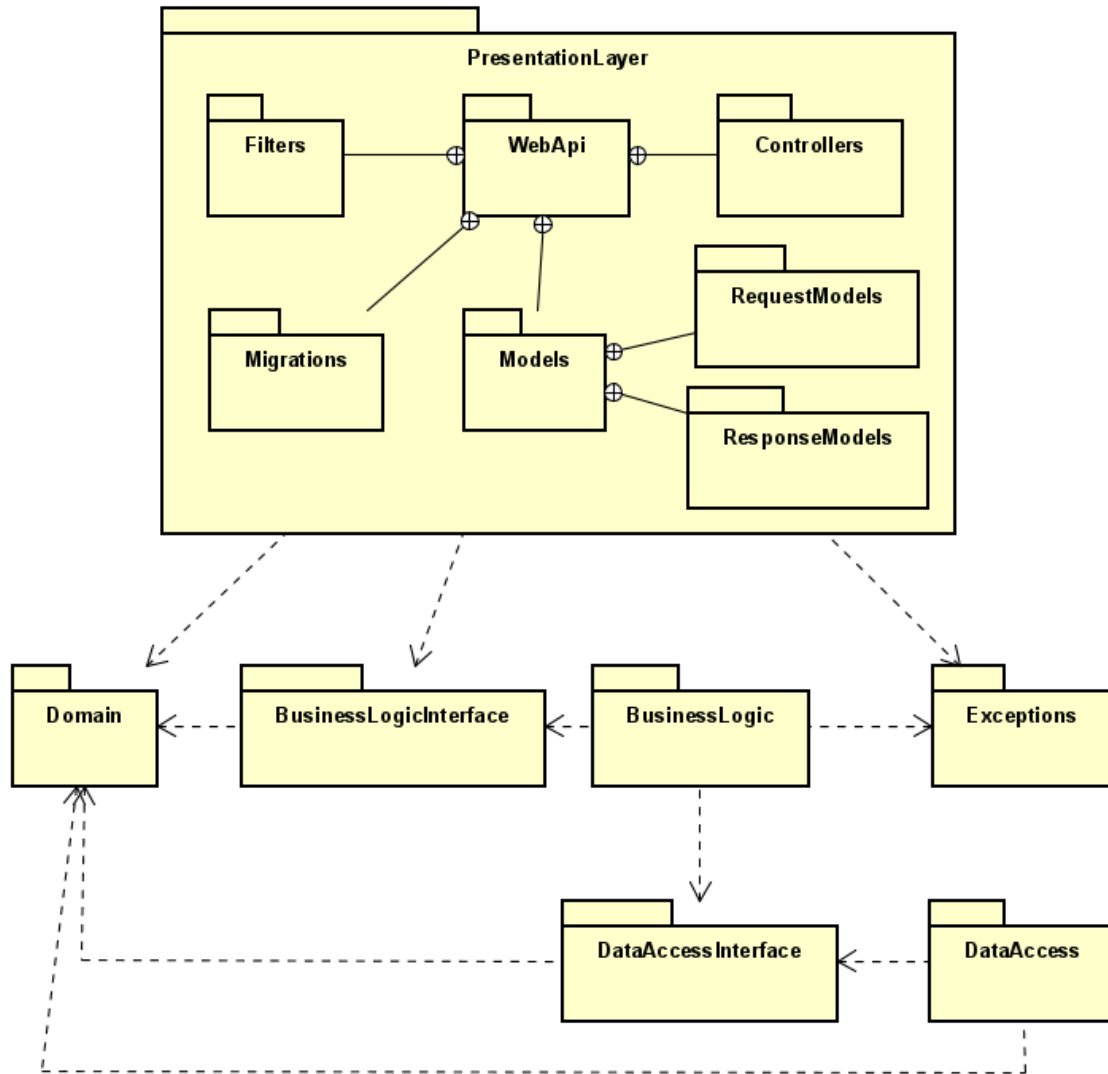 PresentationLayer
Filters
WebApi
Controllers
RequestModels
Migrations
Models
ResponseModels
Domain
BusinessLogicInterface
BusinessLogic
Exceptions
DataAccessInterface
DataAccess